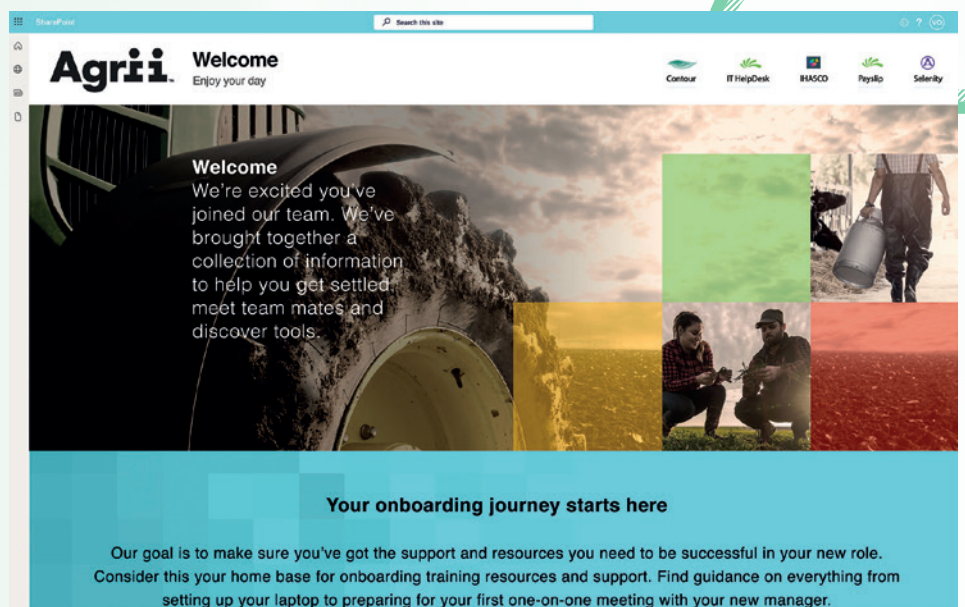 SharePoint
Search this site
?
VO
Agrii
Welcome
Enjoy your day
Contour
IT HelpDesk
IHASCO
Payslip
Selenity
Welcome
We're excited you've
joined our team. We've
brought together a
collection of information
to help you get settled,
meet team mates and
discover tools.
Your onboarding journey starts here
Our goal is to make sure you've got the support and resources you need to be successful in your new role.
Consider this your home base for onboarding training resources and support. Find guidance on everything from
setting up your laptop to preparing for your first one-on-one meeting with your new manager.